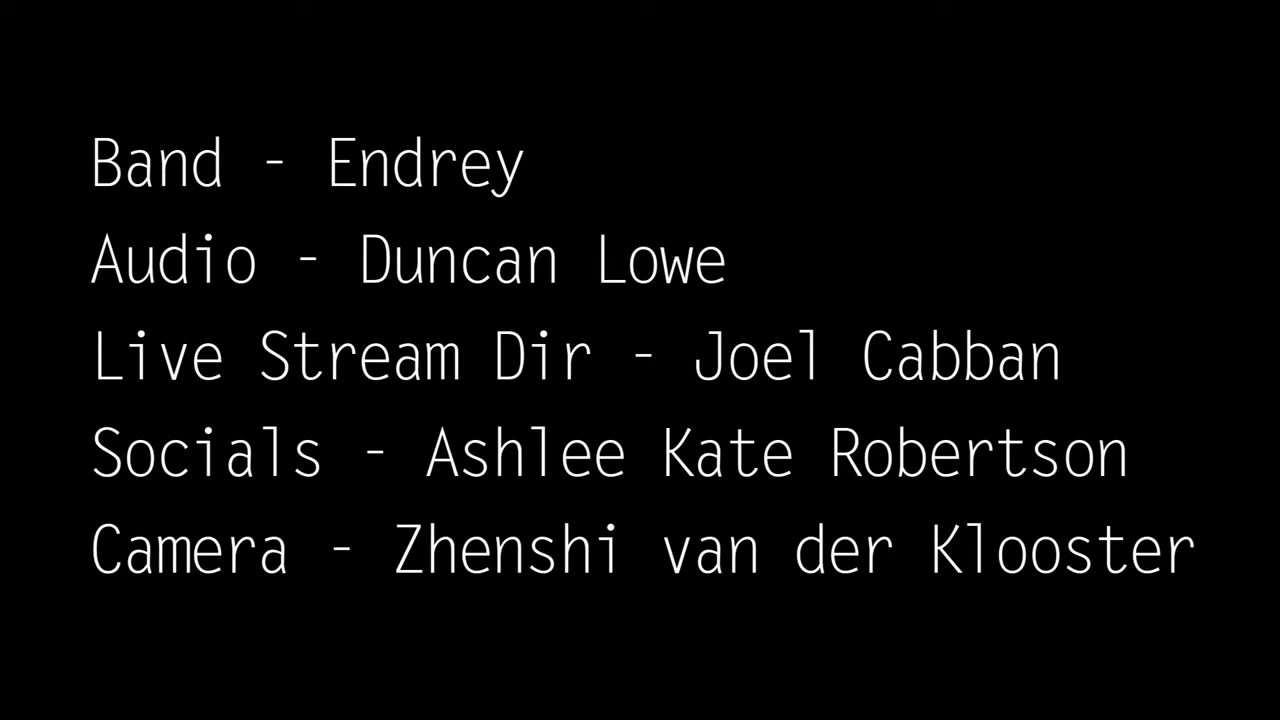 Band - Endrey
Audio - Duncan Lowe
Live Stream Dir - Joel Cabban
Socials - Ashlee Kate Robertson
Camera - Zhenshi van der Klooster